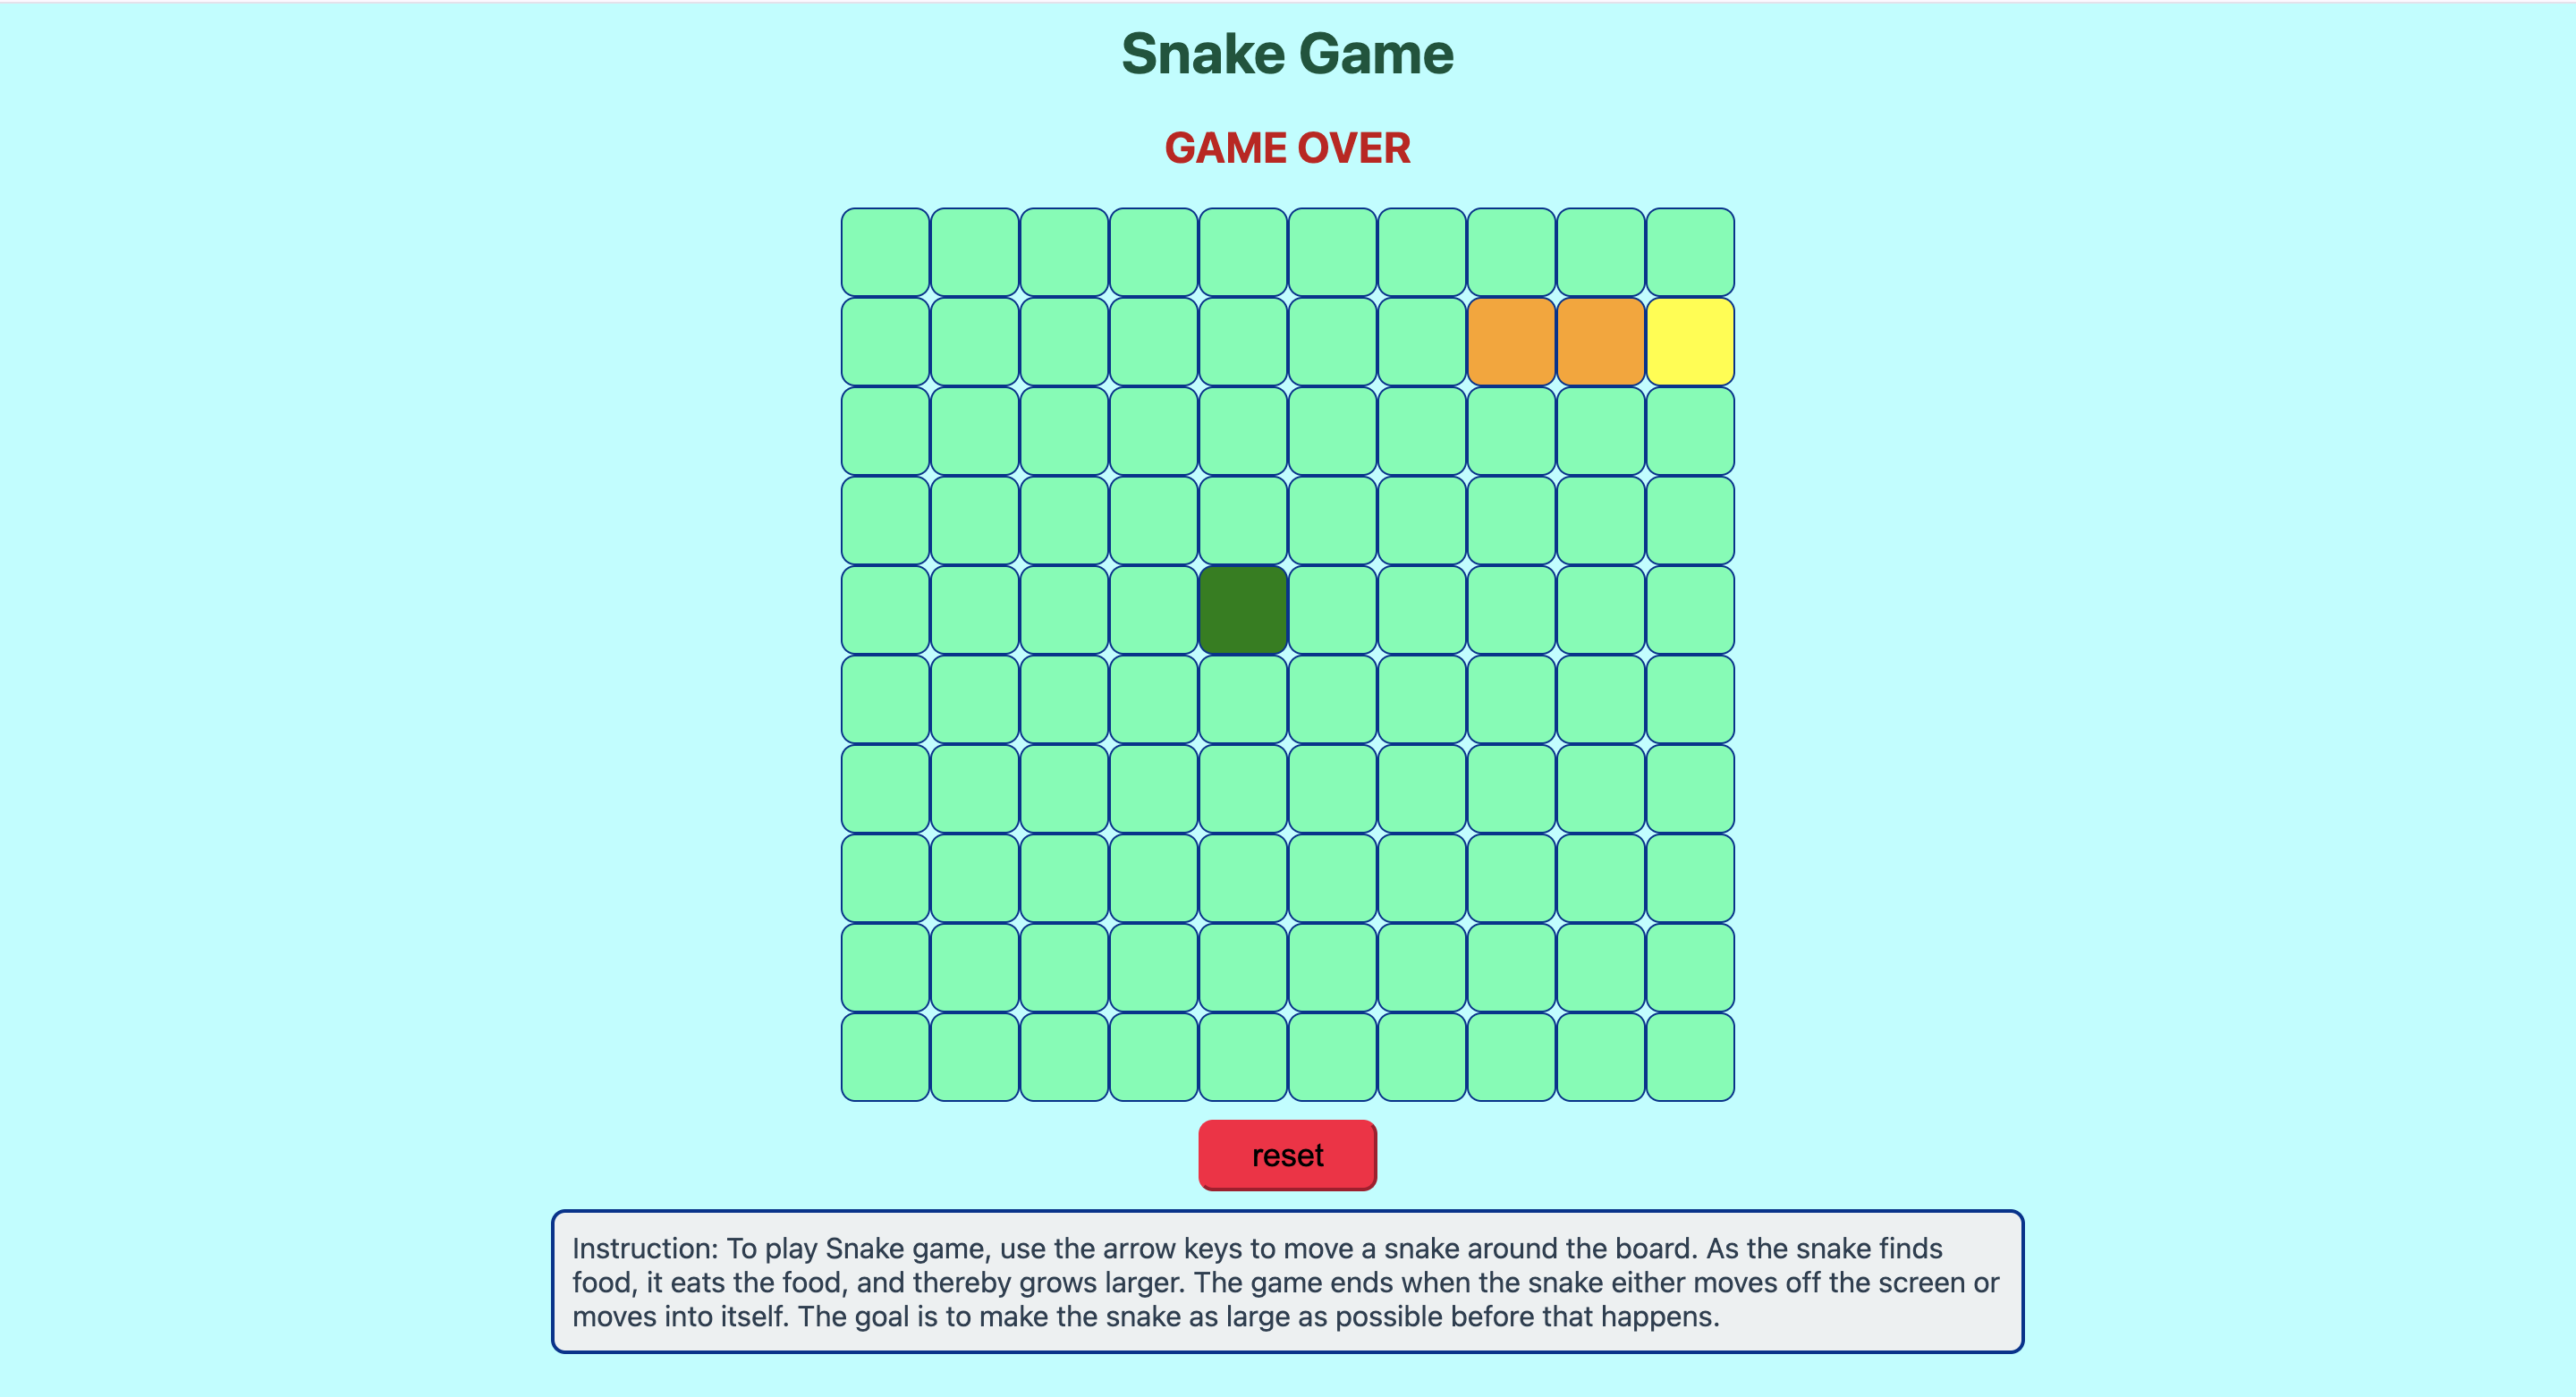 Snake Game
GAME OVER
reset
Instruction: To play Snake game, use the arrow keys to move a snake around the board. As the snake finds
food, it eats the food, and thereby grows larger. The game ends when the snake either moves off the screen or
moves into itself. The goal is to make the snake as large as possible before that happens.